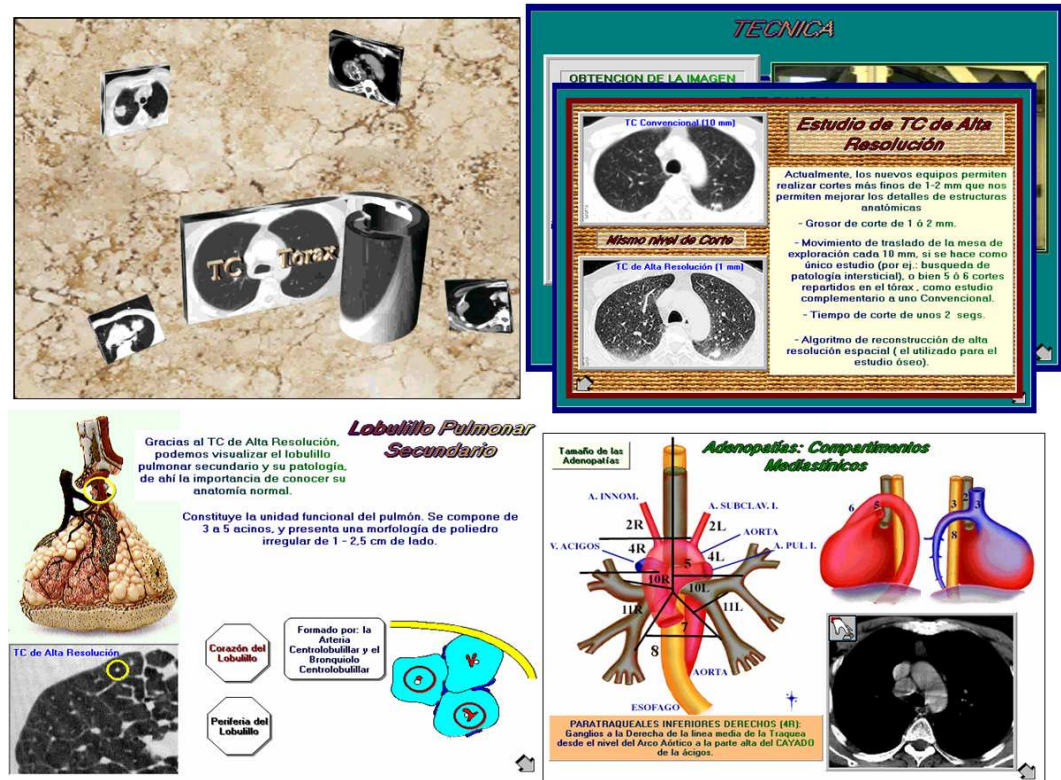 TC Torax
TECNICA
OBTENCION DE LA IMAGEN
TC Convencional (10 mm)
Mismo nivel de Corte
TC de Alta Resolución (1 mm)
Estudio de TC de Alta
Resolución
Actualmente, los nuevos equipos permiten
realizar cortes más finos de 1-2 mm que nos
permiten mejorar los detalles de estructuras
anatómicas
- Grosor de corte de 1 ó 2 mm.
- Movimiento de traslado de la mesa de
exploración cada 10 mm, si se hace como
único estudio (por ej.: busqueda de
patología intersticial), o bien 5 ó 6 cortes
repartidos en el tórax , como estudio
complementario a uno Convencional.
- Tiempo de corte de unos 2 segs.
- Algoritmo de reconstrucción de alta
resolución espacial ( el utilizado para el
estudio óseo).
Lobulillo Pulmonar
Secundario
Gracias al TC de Alta Resolución,
podemos visualizar el lobulillo
pulmonar secundario y su patología,
de ahí la importancia de conocer su
anatomía normal.
Constituye la unidad funcional del pulmón. Se compone de
3 a 5 acinos, y presenta una morfología de poliedro
irregular de 1 - 2,5 cm de lado.
TC de Alta Resolución
Corazón del
Lobulillo
Periferia del
Lobulillo
Formado por: la
Arteria
Centrolobulillar y el
Bronquiolo
Centrolobulillar
Tamaño de las
Adenopatías
Adenopatías: Compartimentos
Mediastínicos
A. INNOM.
A. SUBCLAV. I.
2R
2L
AORTA
V. ACIGOS
4R
4L
A. PUL. I.
5
10R
10L
11R
11L
7
8
AORTA
ESOFAGO
6
5
3
2
3
8
PARATRAQUEALES INFERIORES DERECHOS (4R):
Ganglios a la Derecha de la linea media de la Traquea
desde el nivel del Arco Aórtico a la parte alta del CAYADO
de la ácigos.